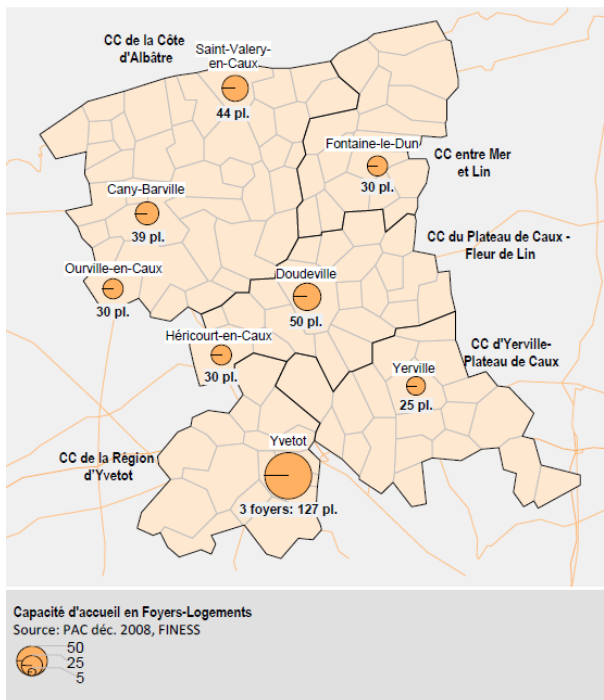 CC de la Côte
d'Albâtre
Saint-Valery-
en-Caux
44 pl.
Fontaine-le-Dun
30 pl.
CC entre Mer
et Lin
Cany-Barville
39 pl.
CC du Plateau de Caux -
Fleur de Lin
Ourville-en-Caux
30 pl.
Doudeville
50 pl.
Héricourt-en-Caux
30 pl.
CC d'Yerville-
Plateau de Caux
Yerville
25 pl.
CC de la Région
d'Yvetot
Yvetot
3 foyers: 127 pl.
Capacité d'accueil en Foyers-Logements
Source: PAC déc. 2008, FINESS
50
25
5